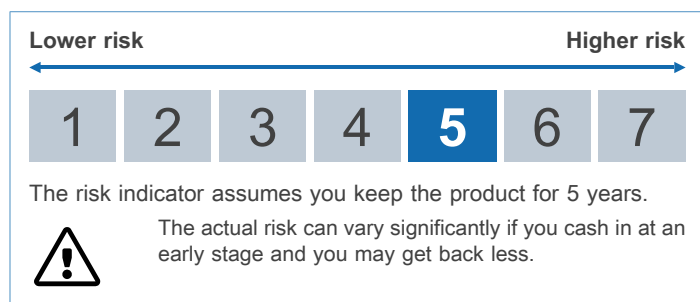 Lower risk Higher risk
1 2 3 4 5 6 7
The risk indicator assumes you keep the product for 5 years.
The actual risk can vary significantly if you cash in at an
early stage and you may get back less.